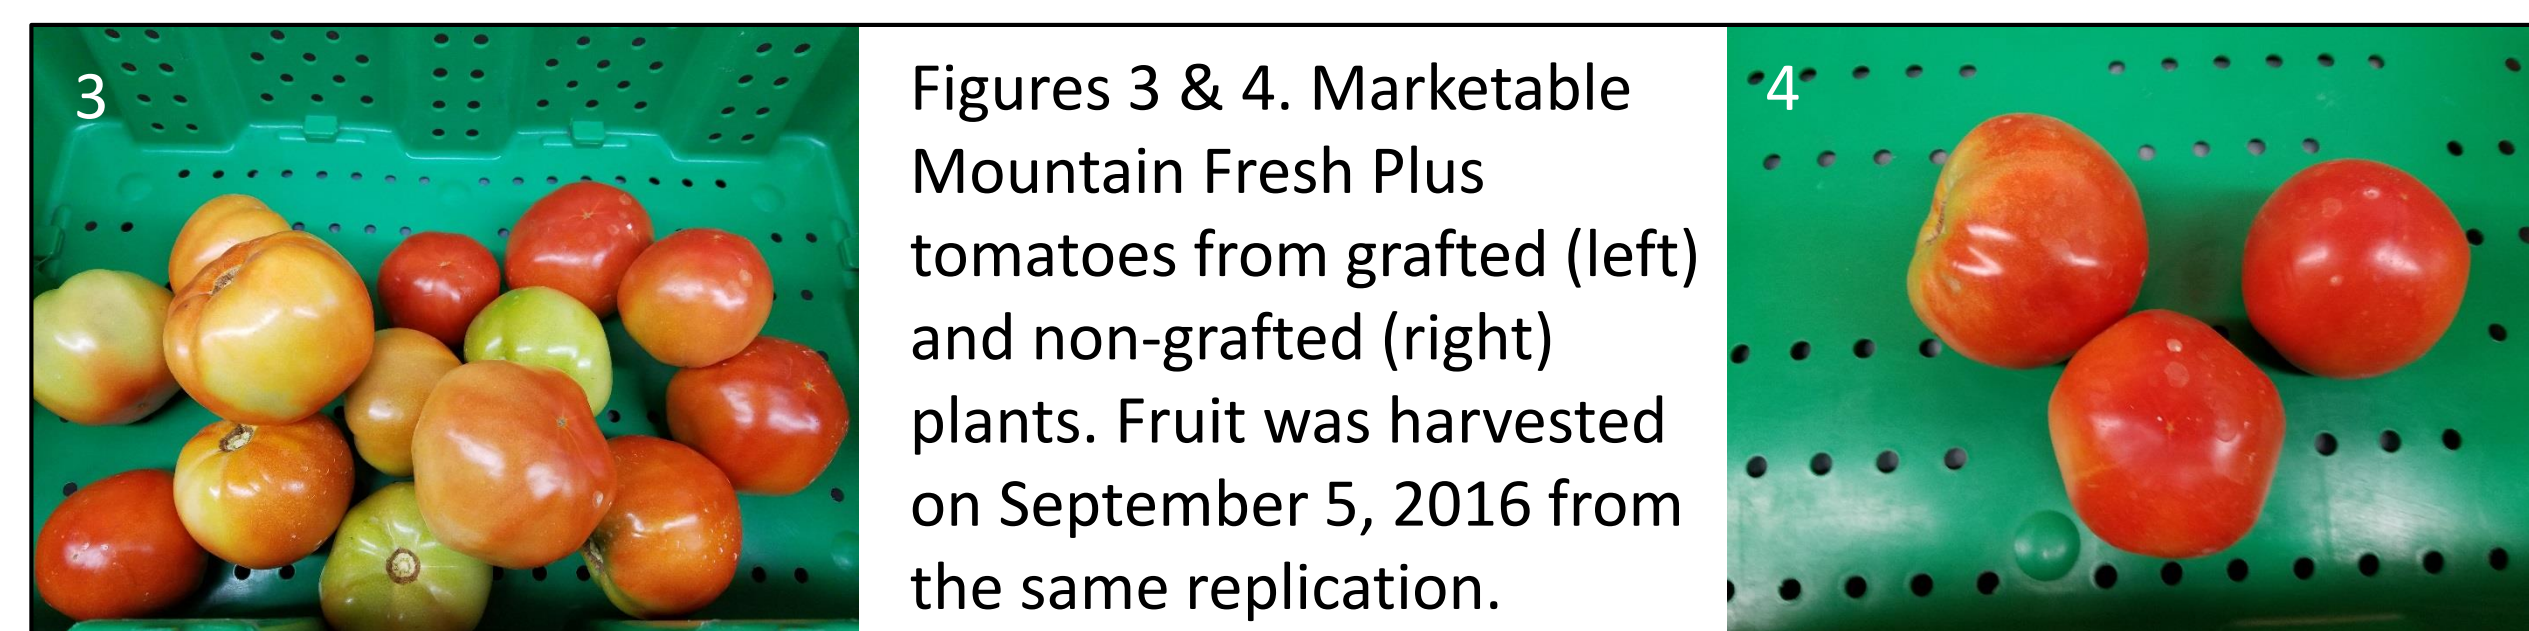 3
Figures 3 & 4. Marketable
Mountain Fresh Plus
tomatoes from grafted (left)
and non-grafted (right)
plants. Fruit was harvested
on September 5, 2016 from
the same replication.
4